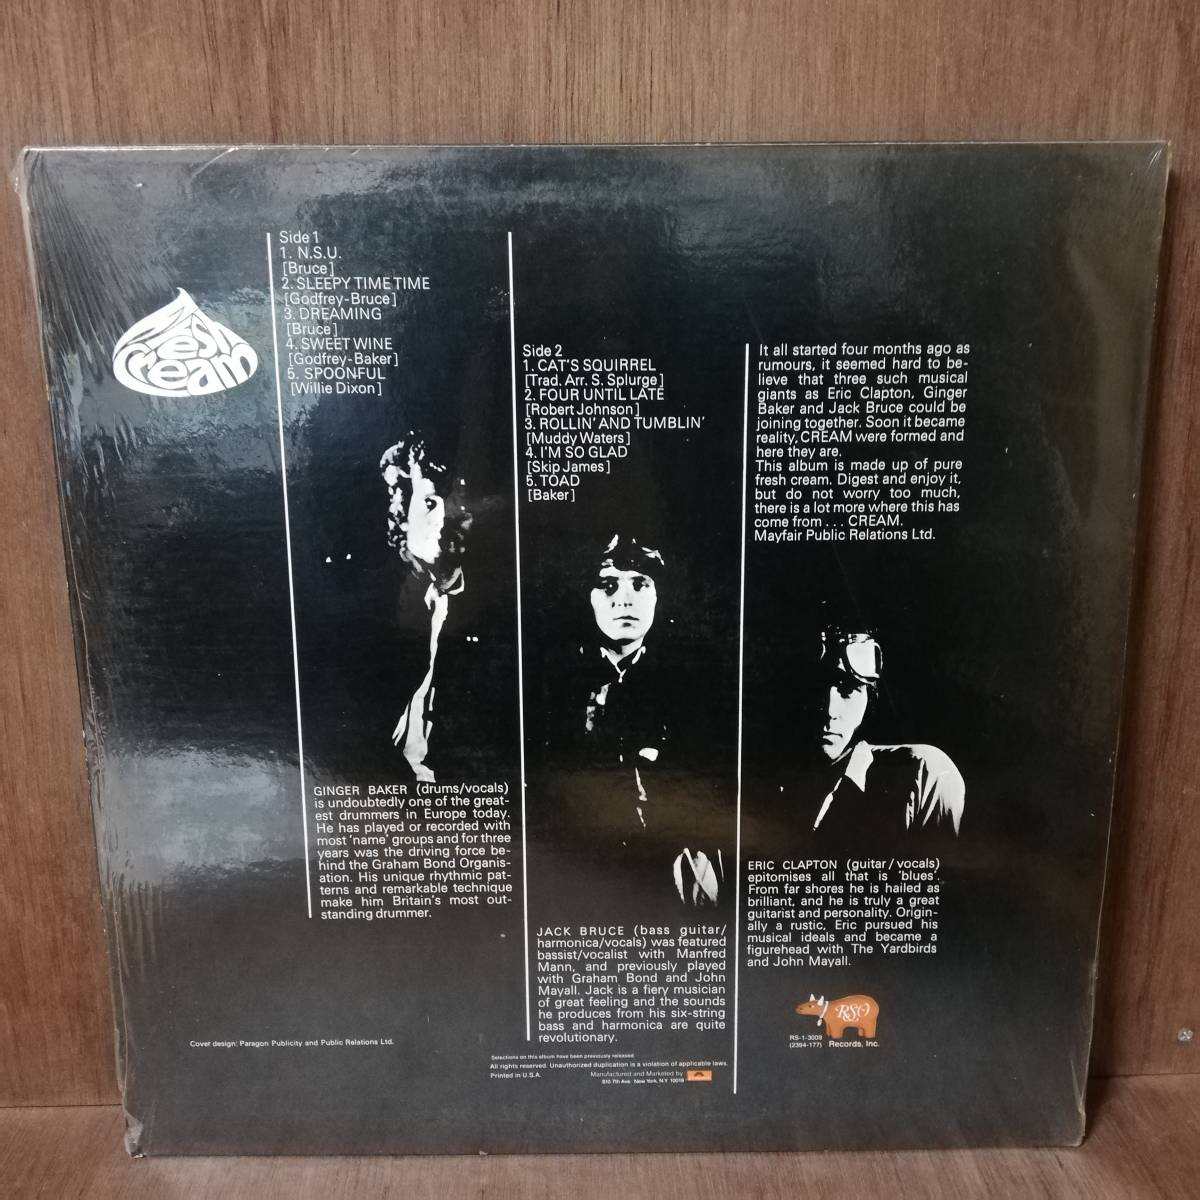 Fresh
Cream
Side 1
1. N.S.U.
[Bruce]
2. SLEEPY TIME TIME
[Godfrey-Bruce]
3. DREAMING
[Bruce]
4. SWEET WINE
[Godfrey-Baker]
5. SPOONFUL
[Willie Dixon]
Side 2
1. CAT'S SQUIRREL
[Trad. Arr. S. Splurge]
2. FOUR UNTIL LATE
[Robert Johnson]
3. ROLLIN' AND TUMBLIN'
[Muddy Waters]
4. I'M SO GLAD
[Skip James]
5. TOAD
[Baker]
It all started four months ago as
rumours, it seemed hard to be-
lieve that three such musical
giants as Eric Clapton, Ginger
Baker and Jack Bruce could be
joining together. Soon it became
reality, CREAM were formed and
here they are.
This album is made up of pure
fresh cream. Digest and enjoy it,
but do not worry too much,
there is a lot more where this has
come from . . . CREAM.
Mayfair Public Relations Ltd.
GINGER BAKER (drums/vocals)
is undoubtedly one of the great-
est drummers in Europe today.
He has played or recorded with
most 'name' groups and for three
years was the driving force be-
hind the Graham Bond Organis-
ation. His unique rhythmic pat-
terns and remarkable technique
make him Britain's most out-
standing drummer.
JACK BRUCE (bass guitar/
harmonica/vocals) was featured
bassist/vocalist with Manfred
Mann, and previously played
with Graham Bond and John
Mayall. Jack is a fiery musician
of great feeling and the sounds
he produces from his six-string
bass and harmonica are quite
revolutionary.
ERIC CLAPTON (guitar/vocals)
epitomises all that is 'blues'.
From far shores he is hailed as
brilliant, and he is truly a great
guitarist and personality. Origin-
ally a rustic, Eric pursued his
musical ideals and became a
figurehead with The Yardbirds
and John Mayall.
RSO
RS-1-3009
(2394-177) Records, Inc.
Cover design: Paragon Publicity and Public Relations Ltd.
Selections on this album have been previously released
All rights reserved. Unauthorized duplication is a violation of applicable laws.
Printed in U.S.A. Manufactured and Marketed by
810 7th Ave. New York, N.Y. 10019